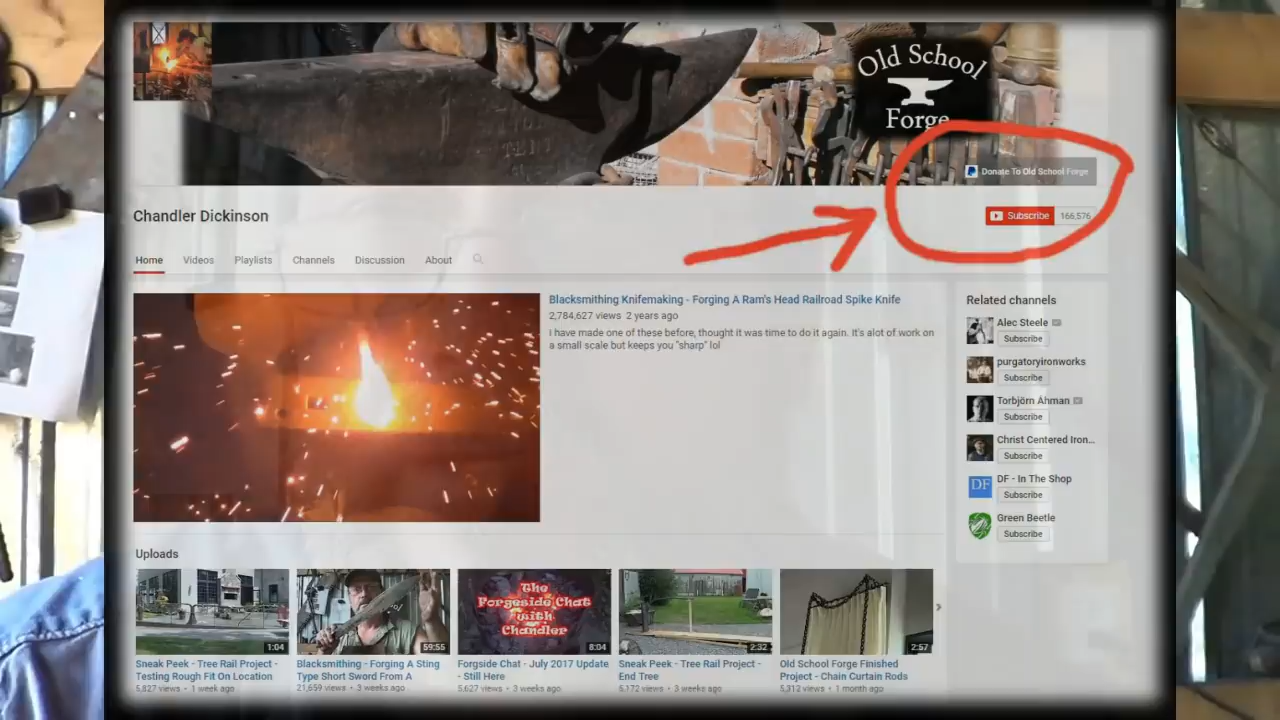 Old School
Forge
Donate To Old School Forge
Chandler Dickinson
Subscribe 166,576
Home Videos Playlists Channels Discussion About
Blacksmithing Knifemaking - Forging A Ram's Head Railroad Spike Knife
2,784,627 views 2 years ago
I have made one of these before, thought it was time to do it again. It's alot of work on
a small scale but keeps you "sharp" lol
Related channels
Alec Steele
Subscribe
purgatoryironworks
Subscribe
Torbjörn Åhman
Subscribe
Christ Centered Iron...
Subscribe
DF
DF - In The Shop
Subscribe
Green Beetle
Subscribe
Uploads
1:04
Sneak Peek - Tree Rail Project -
Testing Rough Fit On Location
5,827 views • 1 week ago
59:55
Blacksmithing - Forging A Sting
Type Short Sword From A
21,659 views • 3 weeks ago
The
Forgeside Chat
with
Chandler
8:04
Forgside Chat - July 2017 Update
- Still Here
5,627 views • 3 weeks ago
2:32
Sneak Peek - Tree Rail Project -
End Tree
5,172 views • 3 weeks ago
2:57
Old School Forge Finished
Project - Chain Curtain Rods
5,312 views • 1 month ago